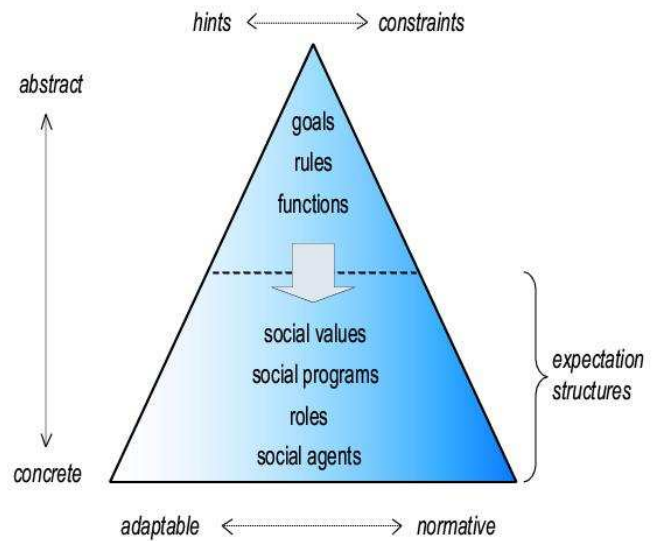 hints constraints
abstract
goals
rules
functions
social values
social programs
expectation
structures
roles
social agents
concrete
adaptable normative